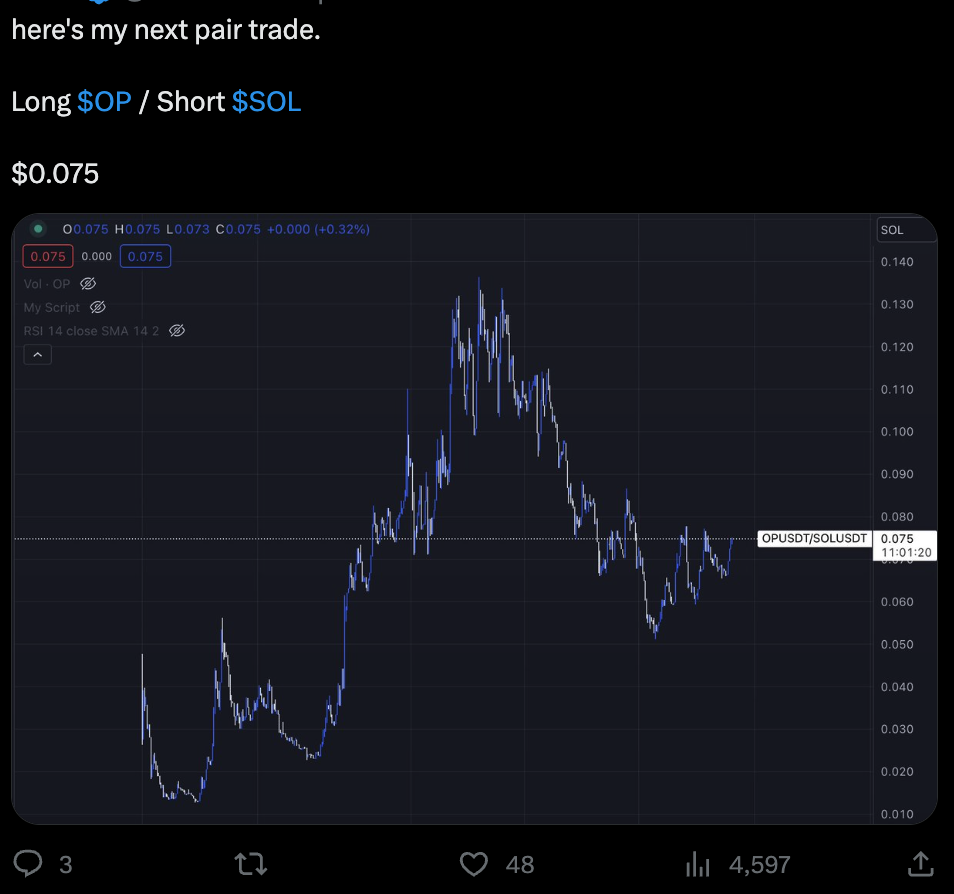 here's my next pair trade.
Long $OP / Short $SOL
$0.075
O0.075 H0.075 L0.073 C0.075 +0.000 (+0.32%)
SOL
0.075 0.000 0.075
Vol · OP
My Script
RSI 14 close SMA 14 2
0.140
0.130
0.120
0.110
0.100
0.090
0.080
OPUSDT/SOLUSDT 0.075
11:01:20
0.070
0.060
0.050
0.040
0.030
0.020
0.010
3 48 4,597